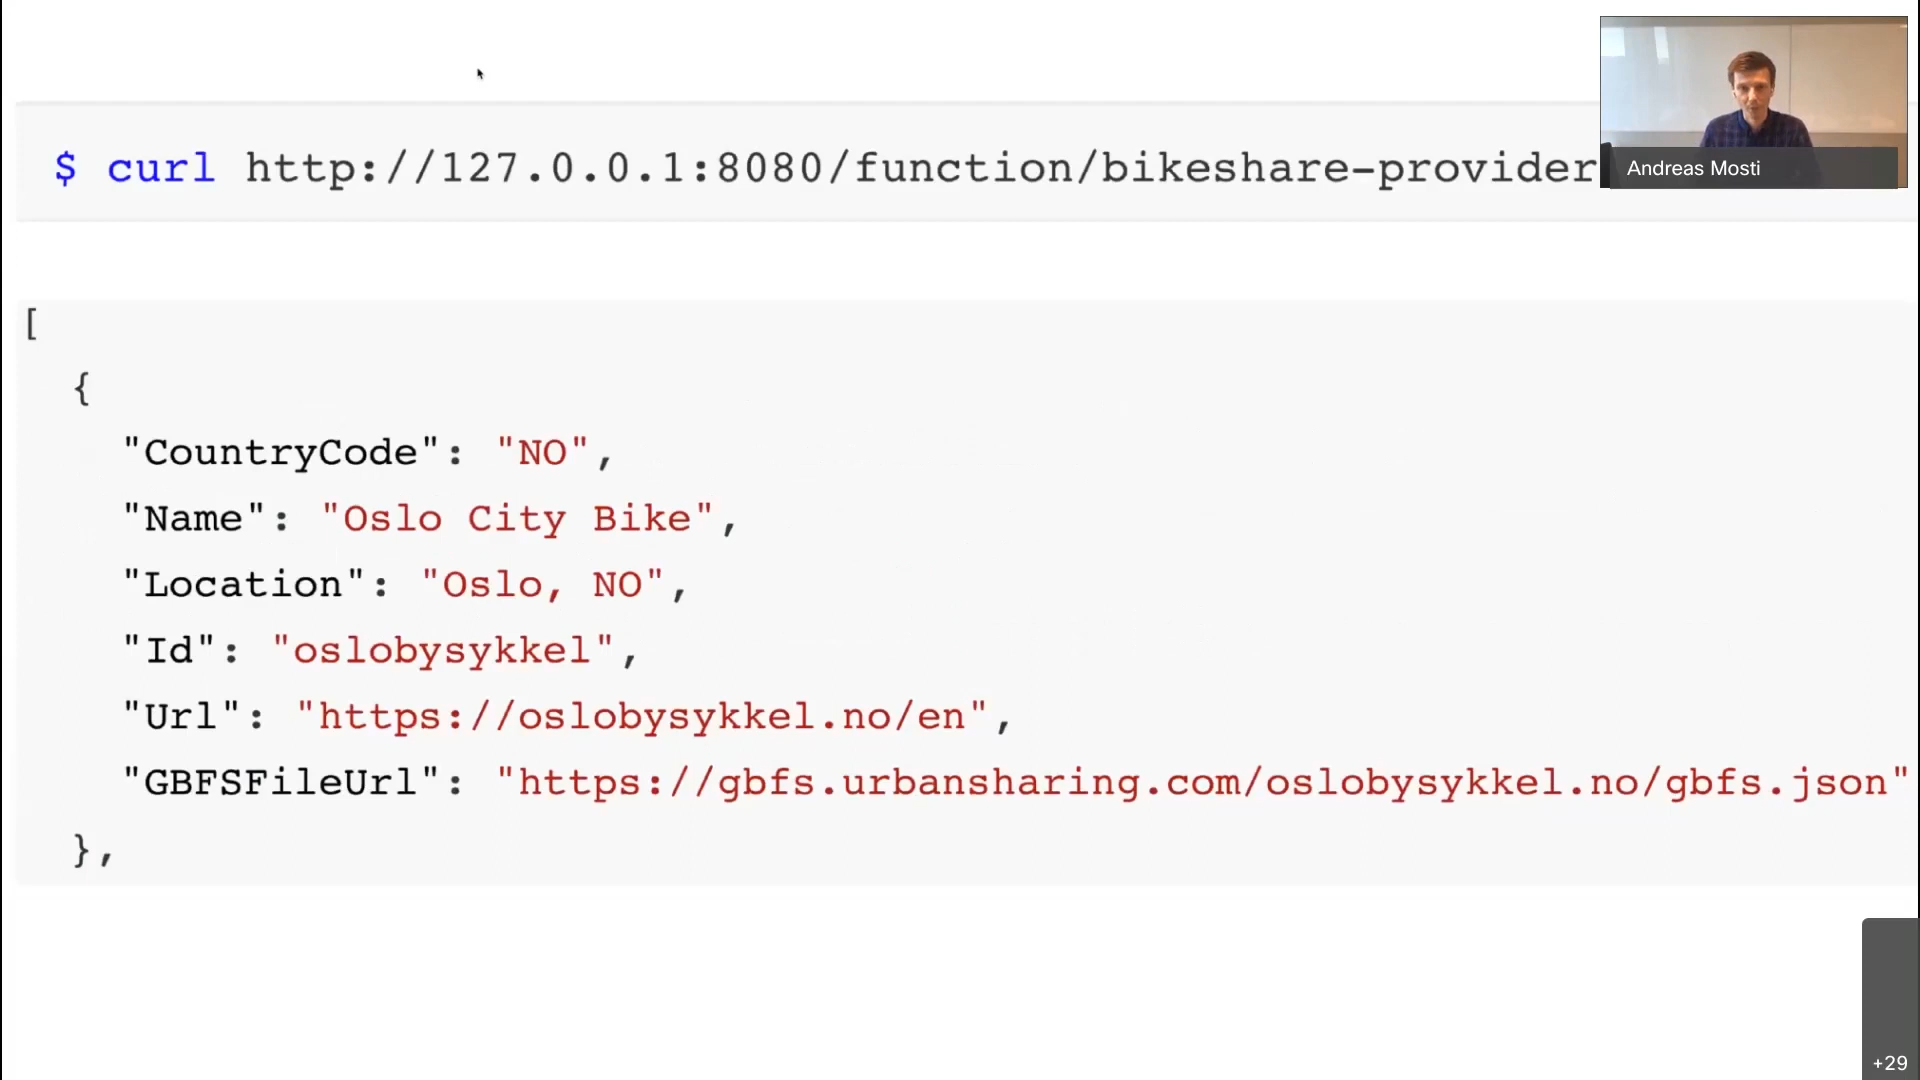 $ curl http://127.0.0.1:8080/function/bikeshare-provider
Andreas Mosti
[
{
"CountryCode": "NO",
"Name": "Oslo City Bike",
"Location": "Oslo, NO",
"Id": "oslobysykkel",
"Url": "https://oslobysykkel.no/en",
"GBFSFileUrl": "https://gbfs.urbansharing.com/oslobysykkel.no/gbfs.json"
},
+29